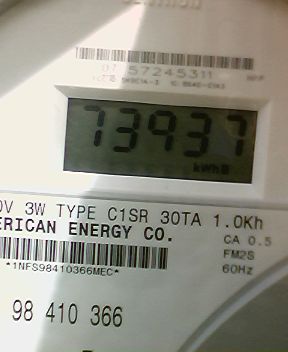 57245311
73937
kWh
0V 3W TYPE C1SR 30TA 1.0Kh
ERICAN ENERGY CO.
CA 0.5
*1NFS98410366MEC*
FM2S
60Hz
98 410 366